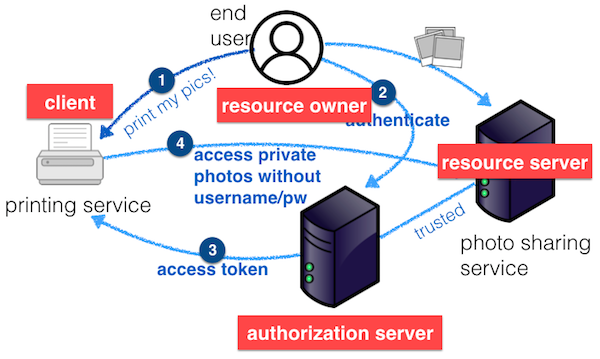 end
user
1
print my pics!
client
resource owner
2
authenticate
4
access private
photos without
username/pw
resource server
printing service
trusted
photo sharing
service
3
access token
authorization server